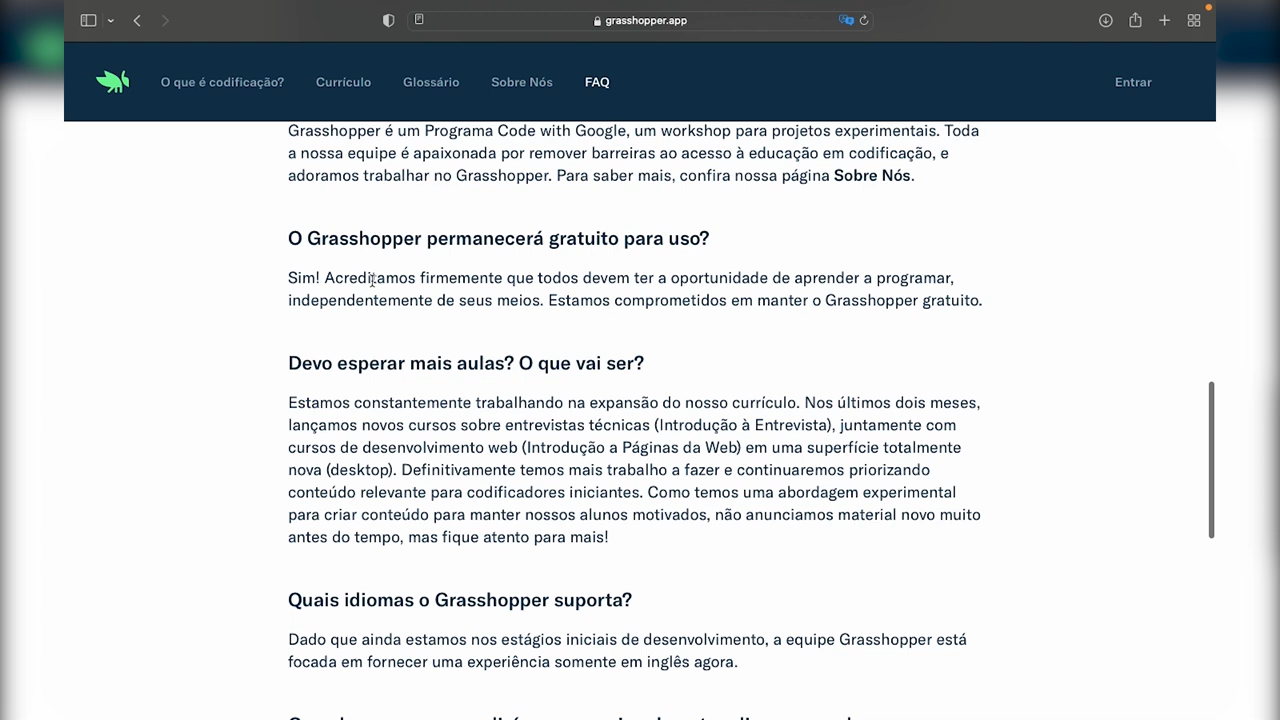 grasshopper.app
O que é codificação? Currículo Glossário Sobre Nós FAQ Entrar
Grasshopper é um Programa Code with Google, um workshop para projetos experimentais. Toda
a nossa equipe é apaixonada por remover barreiras ao acesso à educação em codificação, e
adoramos trabalhar no Grasshopper. Para saber mais, confira nossa página Sobre Nós.
O Grasshopper permanecerá gratuito para uso?
Sim! Acreditamos firmemente que todos devem ter a oportunidade de aprender a programar,
independentemente de seus meios. Estamos comprometidos em manter o Grasshopper gratuito.
Devo esperar mais aulas? O que vai ser?
Estamos constantemente trabalhando na expansão do nosso currículo. Nos últimos dois meses,
lançamos novos cursos sobre entrevistas técnicas (Introdução à Entrevista), juntamente com
cursos de desenvolvimento web (Introdução a Páginas da Web) em uma superfície totalmente
nova (desktop). Definitivamente temos mais trabalho a fazer e continuaremos priorizando
conteúdo relevante para codificadores iniciantes. Como temos uma abordagem experimental
para criar conteúdo para manter nossos alunos motivados, não anunciamos material novo muito
antes do tempo, mas fique atento para mais!
Quais idiomas o Grasshopper suporta?
Dado que ainda estamos nos estágios iniciais de desenvolvimento, a equipe Grasshopper está
focada em fornecer uma experiência somente em inglês agora.